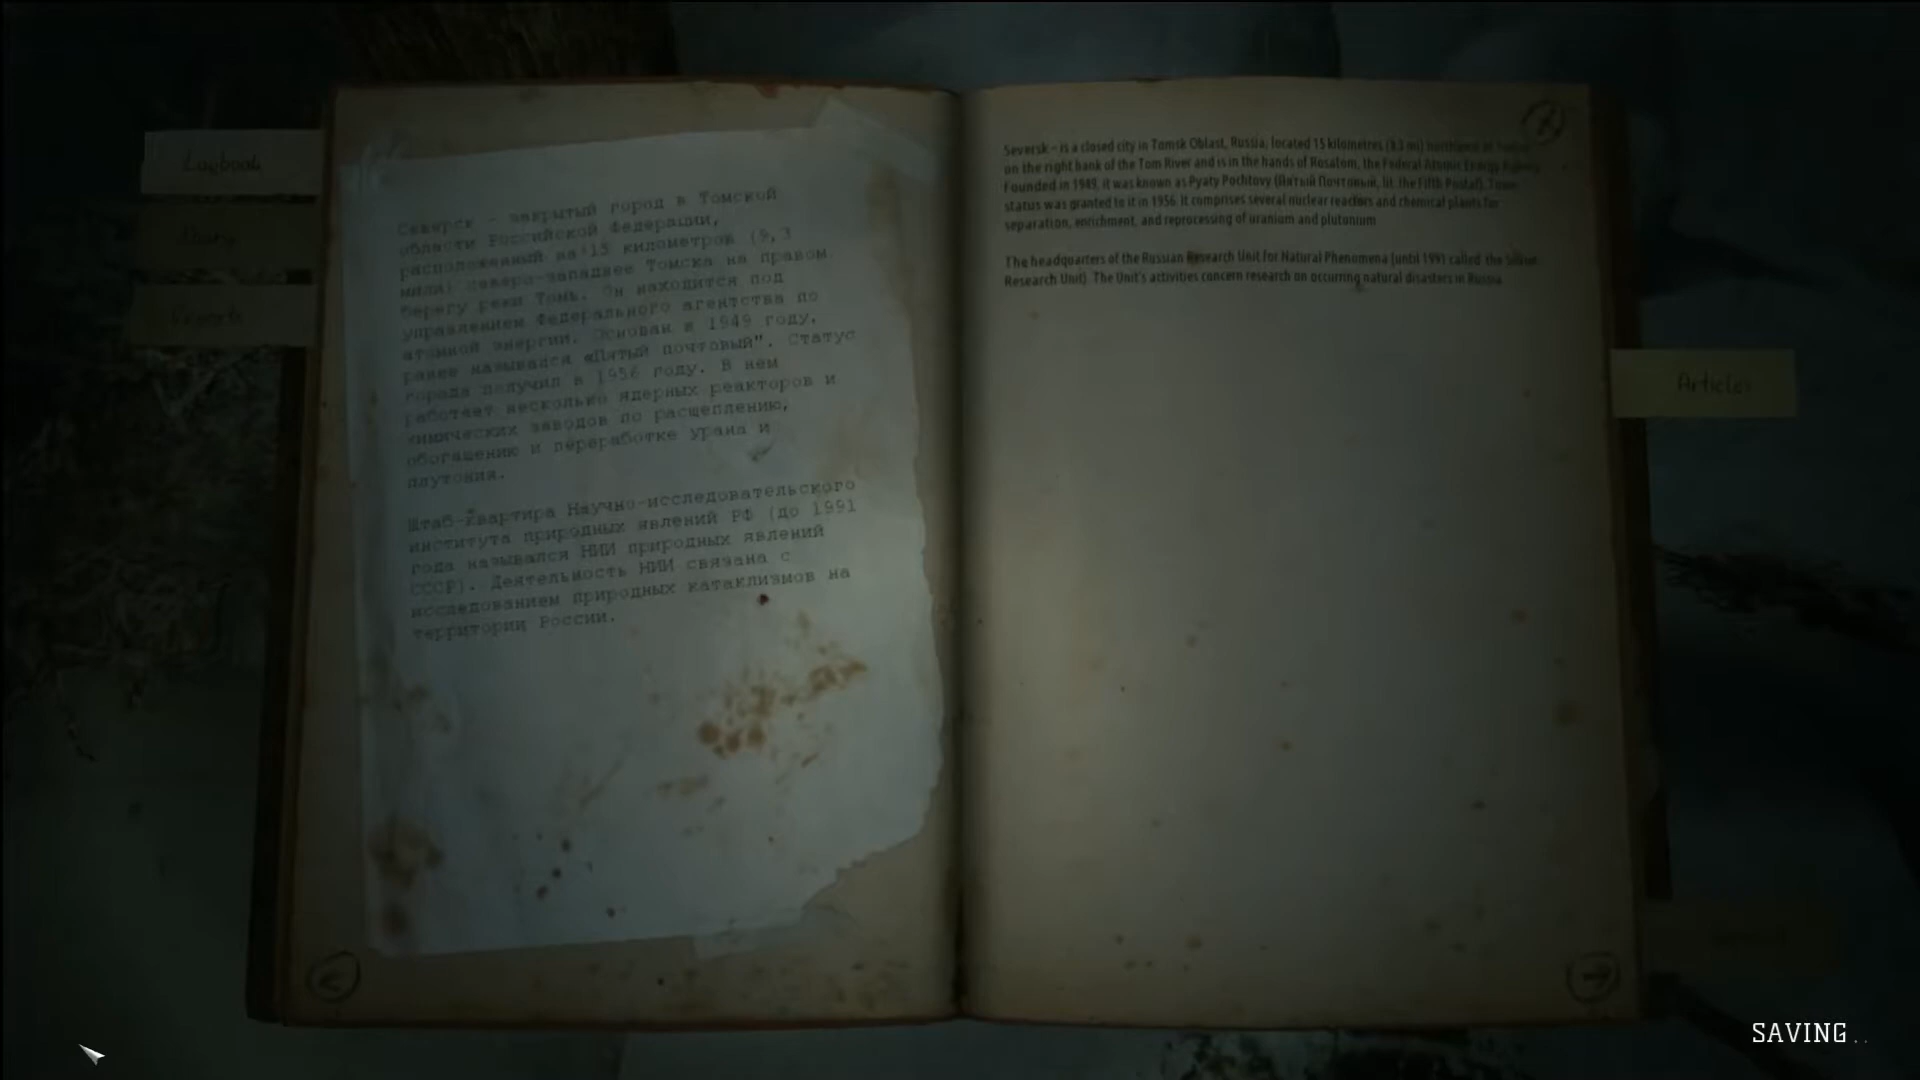 Logbook
Diary
Reports
Северск - закрытый город в Томской
области Российской Федерации,
расположенный на 15 километров (9,3
мили) северо-западнее Томска на правом
берегу реки Томь. Он находится под
управлением Федерального агентства по
атомной энергии. Основан в 1949 году,
ранее назывался «Пятый почтовый". Статус
города получил в 1956 году. В нем
работает несколько ядерных реакторов и
химических заводов по расщеплению,
обогащению и переработке урана и
плутония.
Штаб-квартира Научно-исследовательского
института природных явлений РФ (до 1991
года назывался НИИ природных явлений
СССР). Деятельность НИИ связана с
исследованием природных катаклизмов на
территории России.
Seversk - is a closed city in Tomsk Oblast, Russia, located 15 kilometres (9.3 mi) northwest of
on the right bank of the Tom River and is in the hands of Rosatom, the Federal Atomic Energy Agency.
Founded in 1949, it was known as Pyaty Pochtovy (Пятый Почтовый, lit. the Fifth Postal). Town
status was granted to it in 1956. It comprises several nuclear reactors and chemical plants for
separation, enrichment, and reprocessing of uranium and plutonium
The headquarters of the Russian Research Unit for Natural Phenomena (until 1991 called the
Research Unit). The Unit's activities concern research on occurring natural disasters in Russia
Articles
SAVING..